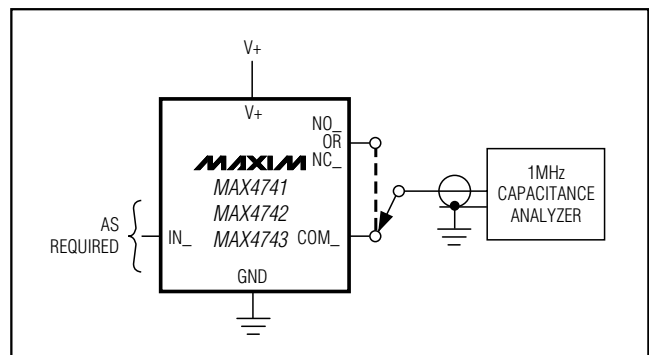 V+
V+
NO_
OR
NC_
MAXIM
MAX4741
MAX4742
MAX4743
COM_
AS
REQUIRED
IN_
GND
1MHz
CAPACITANCE
ANALYZER